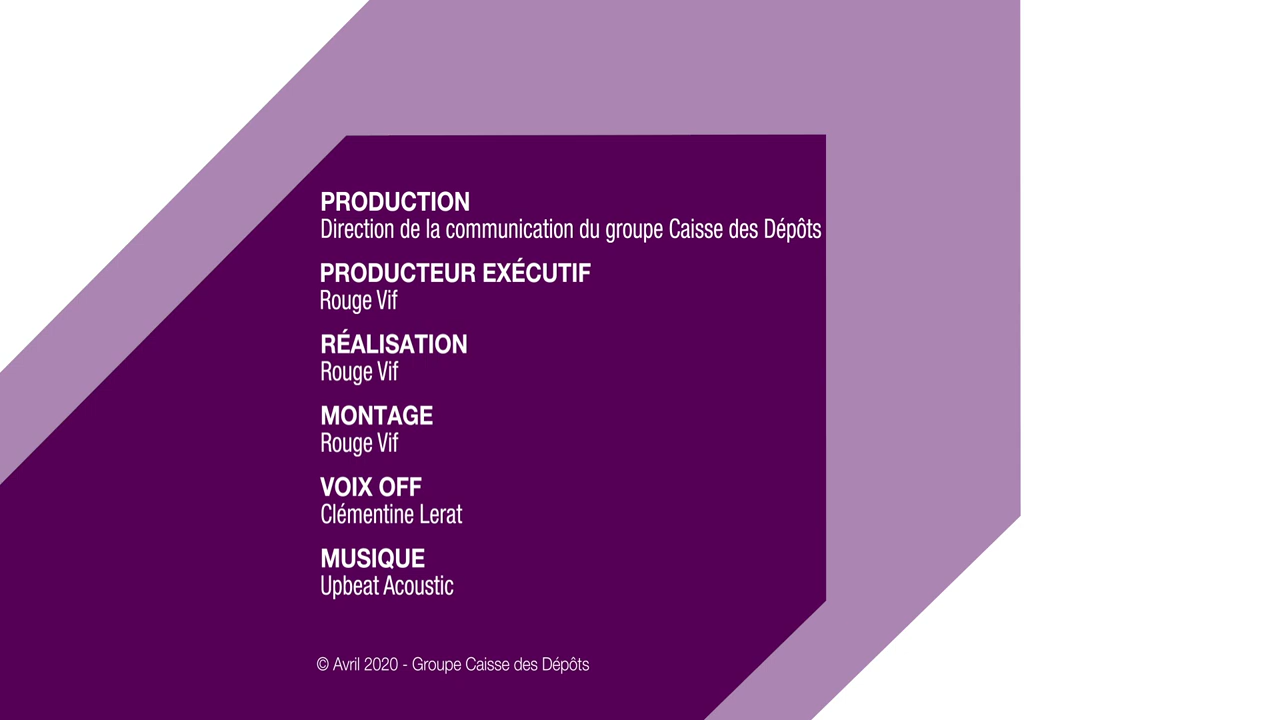 PRODUCTION
Direction de la communication du groupe Caisse des Dépôts
PRODUCTEUR EXÉCUTIF
Rouge Vif
RÉALISATION
Rouge Vif
MONTAGE
Rouge Vif
VOIX OFF
Clémentine Lerat
MUSIQUE
Upbeat Acoustic
© Avril 2020 - Groupe Caisse des Dépôts